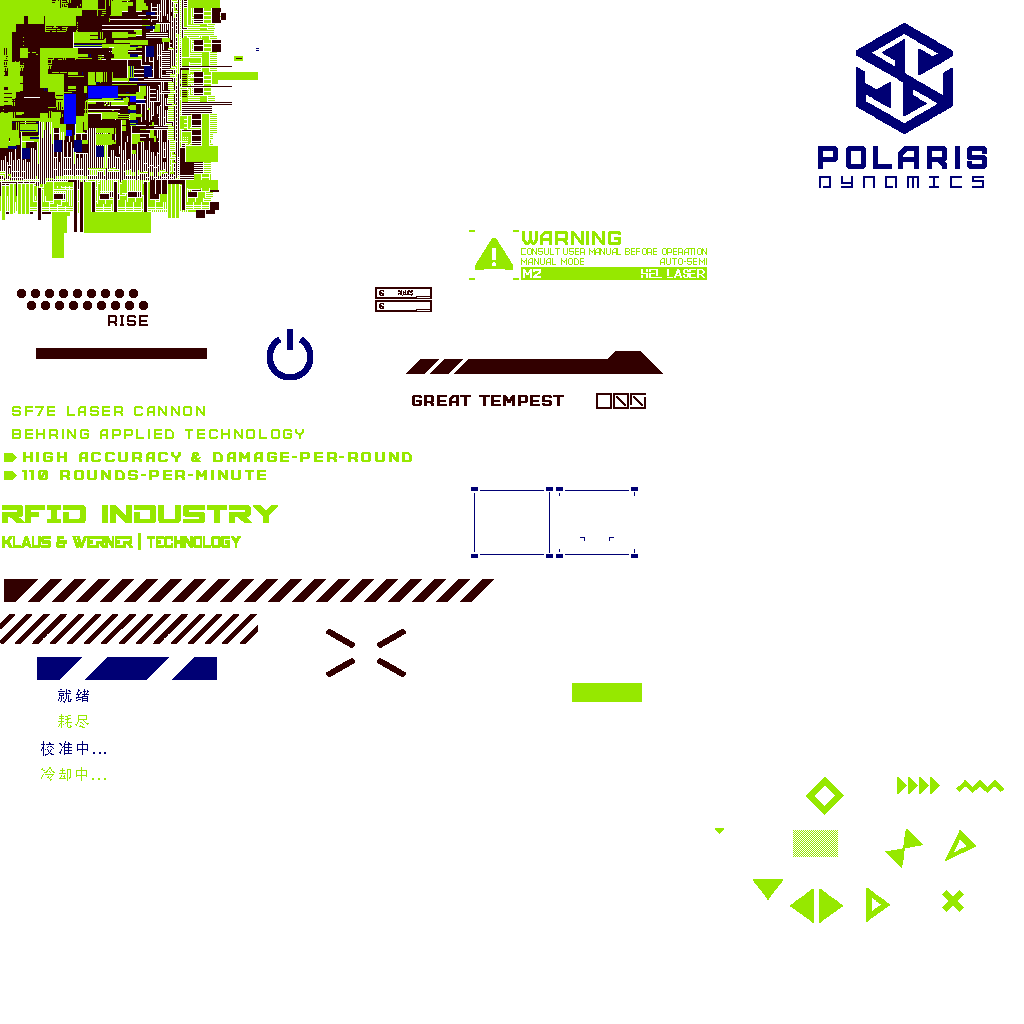 POLARIS
DYNAMICS
WARNING
CONSULT USER MANUAL BEFORE OPERATION
MANUAL MODE AUTO-SEMI
M2 HEL LASER
G
G
RISE
GREAT TEMPEST
SF7E LASER CANNON
BEHRING APPLIED TECHNOLOGY
HIGH ACCURACY & DAMAGE-PER-ROUND
110 ROUNDS-PER-MINUTE
RFID INDUSTRY
KLAUS & WERNER | TECHNOLOGY
就绪
耗尽
校准中...
冷却中...